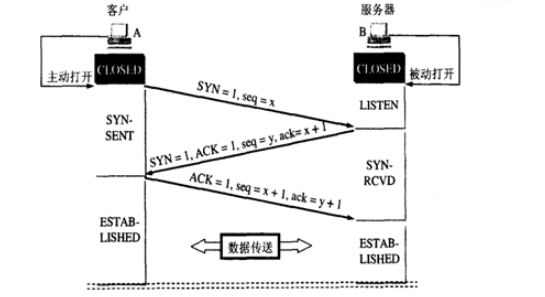 客户
服务器
A
B
CLOSED
CLOSED
主动打开
被动打开
SYN = 1, seq = x
LISTEN
SYN-
SENT
SYN = 1, ACK = 1, seq = y, ack= x + 1
SYN-
RCVD
ACK = 1, seq = x + 1, ack = y + 1
ESTAB-
LISHED
数据传送
ESTAB-
LISHED